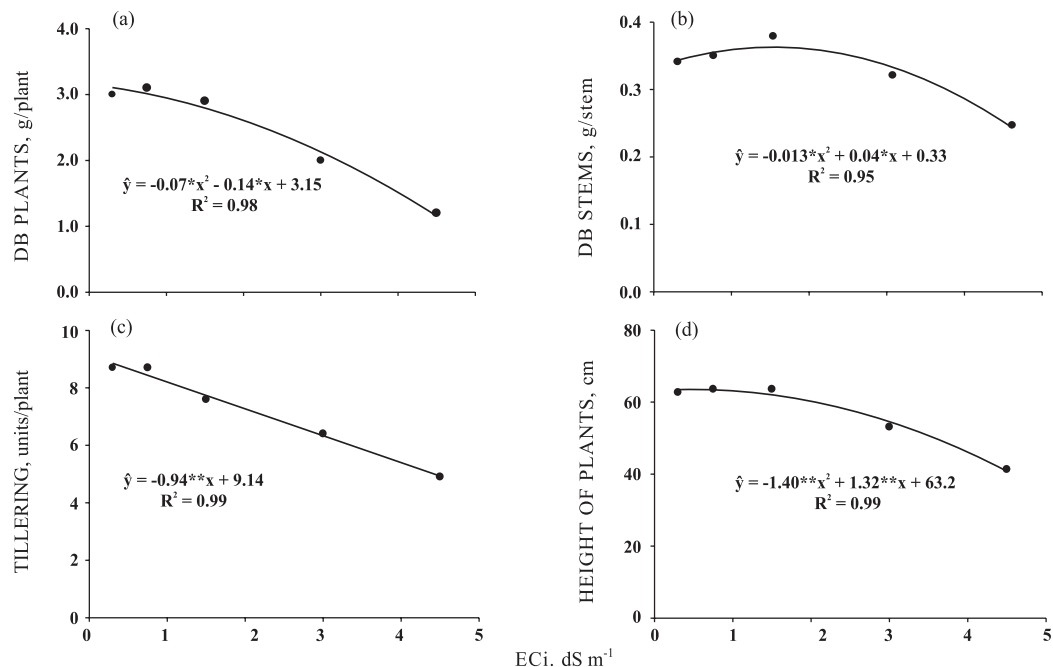 (a)
4.0
3.0
2.0
1.0
0.0
DB PLANTS, g/plant
ŷ = -0.07*x² - 0.14*x + 3.15
R² = 0.98
(b)
0.4
0.3
0.2
0.1
0.0
DB STEMS, g/stem
ŷ = -0.013*x² + 0.04*x + 0.33
R² = 0.95
(c)
10
8
6
4
2
0
TILLERING, units/plant
ŷ = -0.94**x + 9.14
R² = 0.99
0 1 2 3 4 5
(d)
80
60
40
20
0
HEIGHT OF PLANTS, cm
ŷ = -1.40**x² + 1.32**x + 63.2
R² = 0.99
0 1 2 3 4 5
ECi, dS m⁻¹